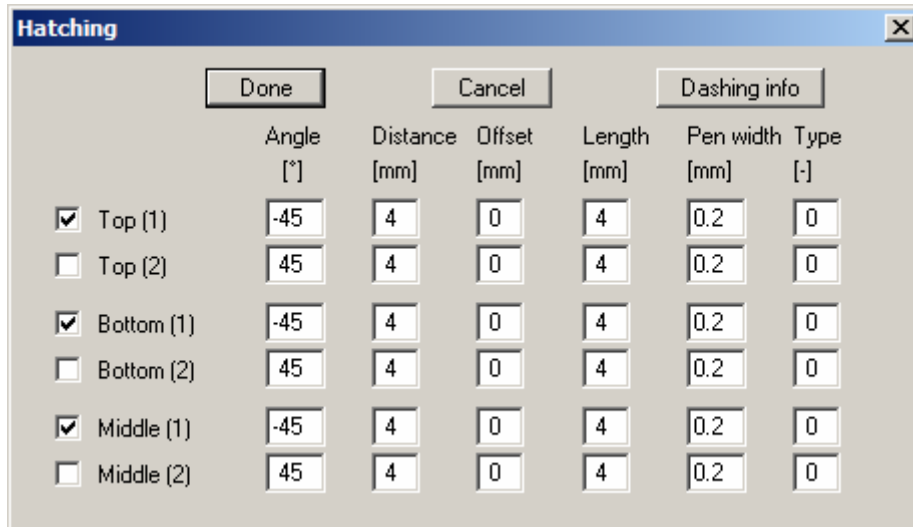 Hatching
Done Cancel Dashing info
Angle Distance Offset Length Pen width Type
[°] [mm] [mm] [mm] [mm] [-]
Top (1) -45 4 0 4 0.2 0
Top (2) 45 4 0 4 0.2 0
Bottom (1) -45 4 0 4 0.2 0
Bottom (2) 45 4 0 4 0.2 0
Middle (1) -45 4 0 4 0.2 0
Middle (2) 45 4 0 4 0.2 0